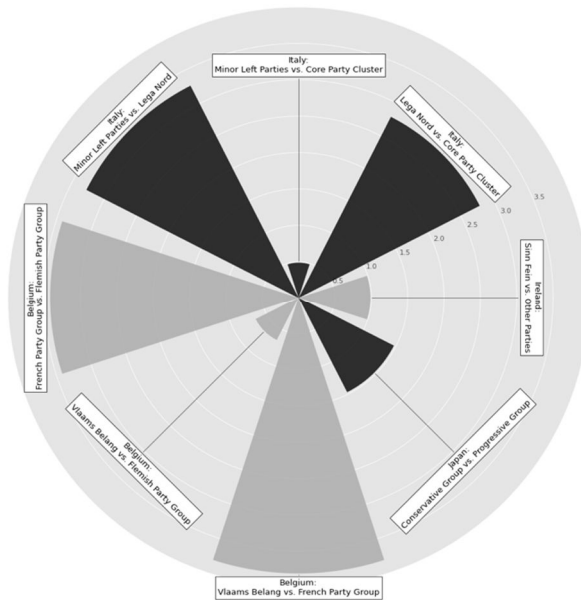 Italy:
Minor Left Parties vs. Core Party Cluster
Italy:
Minor Left Parties vs. Lega Nord
Italy:
Lega Nord vs. Core Party Cluster
3.5
3.0
2.5
2.0
1.5
1.0
0.5
Belgium:
French Party Group vs. Flemish Party Group
Ireland:
Sinn Fein vs. Other Parties
Belgium:
Vlaams Belang vs. Flemish Party Group
Japan:
Conservative Group vs. Progressive Group
Belgium:
Vlaams Belang vs. French Party Group